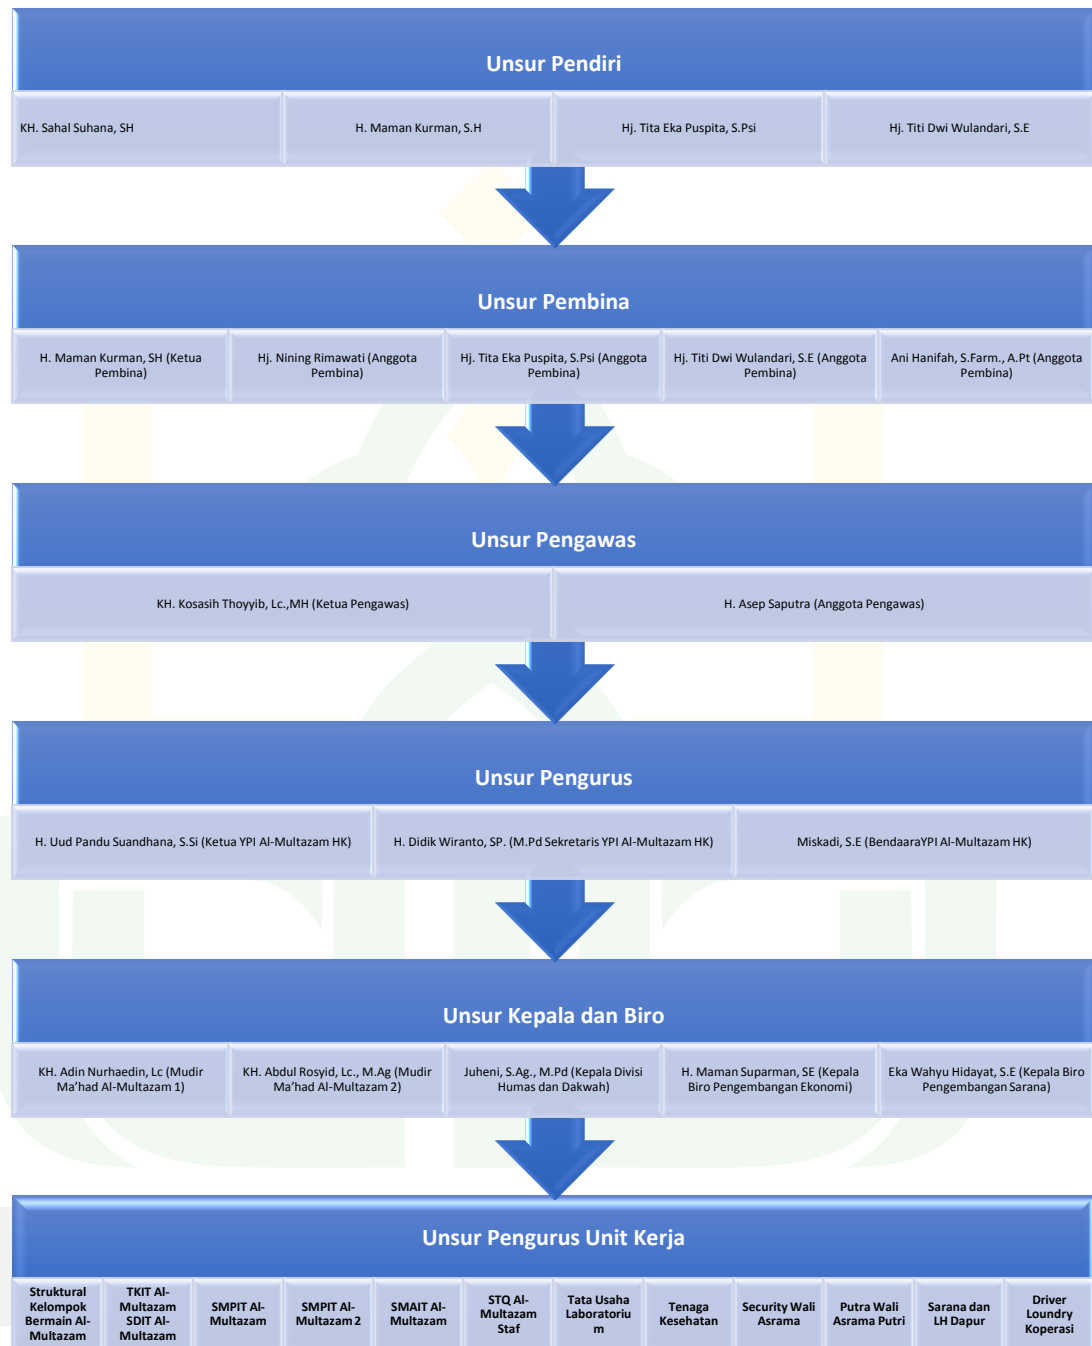 Unsur Pendiri
KH. Sahal Suhana, SH
H. Maman Kurman, S.H
Hj. Tita Eka Puspita, S.Psi
Hj. Titi Dwi Wulandari, S.E
Unsur Pembina
H. Maman Kurman, SH (Ketua
Pembina)
Hj. Nining Rimawati (Anggota
Pembina)
Hj. Tita Eka Puspita, S.Psi (Anggota
Pembina)
Hj. Titi Dwi Wulandari, S.E (Anggota
Pembina)
Ani Hanifah, S.Farm., A.Pt (Anggota
Pembina)
Unsur Pengawas
KH. Kosasih Thoyyib, Lc.,MH (Ketua Pengawas)
H. Asep Saputra (Anggota Pengawas)
Unsur Pengurus
H. Uud Pandu Suandhana, S.Si (Ketua YPI Al-Multazam HK)
H. Didik Wiranto, SP. (M.Pd Sekretaris YPI Al-Multazam HK)
Miskadi, S.E (BendaaraYPI Al-Multazam HK)
Unsur Kepala dan Biro
KH. Adin Nurhaedin, Lc (Mudir
Ma’had Al-Multazam 1)
KH. Abdul Rosyid, Lc., M.Ag (Mudir
Ma’had Al-Multazam 2)
Juheni, S.Ag., M.Pd (Kepala Divisi
Humas dan Dakwah)
H. Maman Suparman, SE (Kepala
Biro Pengembangan Ekonomi)
Eka Wahyu Hidayat, S.E (Kepala Biro
Pengembangan Sarana)
Unsur Pengurus Unit Kerja
Struktural
Kelompok
Bermain Al-
Multazam
TKIT Al-
Multazam
SDIT Al-
Multazam
SMPIT Al-
Multazam
SMPIT Al-
Multazam 2
SMAIT Al-
Multazam
STQ Al-
Multazam
Staf
Tata Usaha
Laboratoriu
m
Tenaga
Kesehatan
Security Wali
Asrama
Putra Wali
Asrama Putri
Sarana dan
LH Dapur
Driver
Loundry
Koperasi